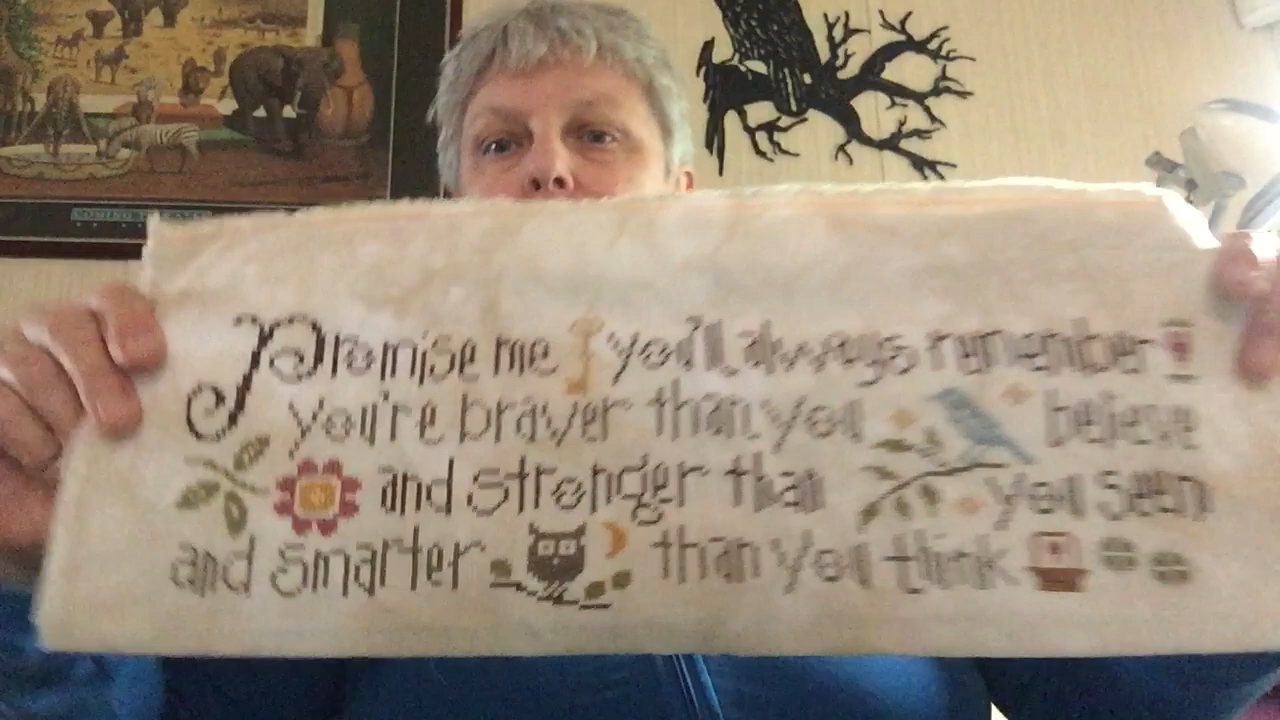 COMING
Promise me you'll always remember
you're braver than you believe
and stronger than you seem
and smarter than you think